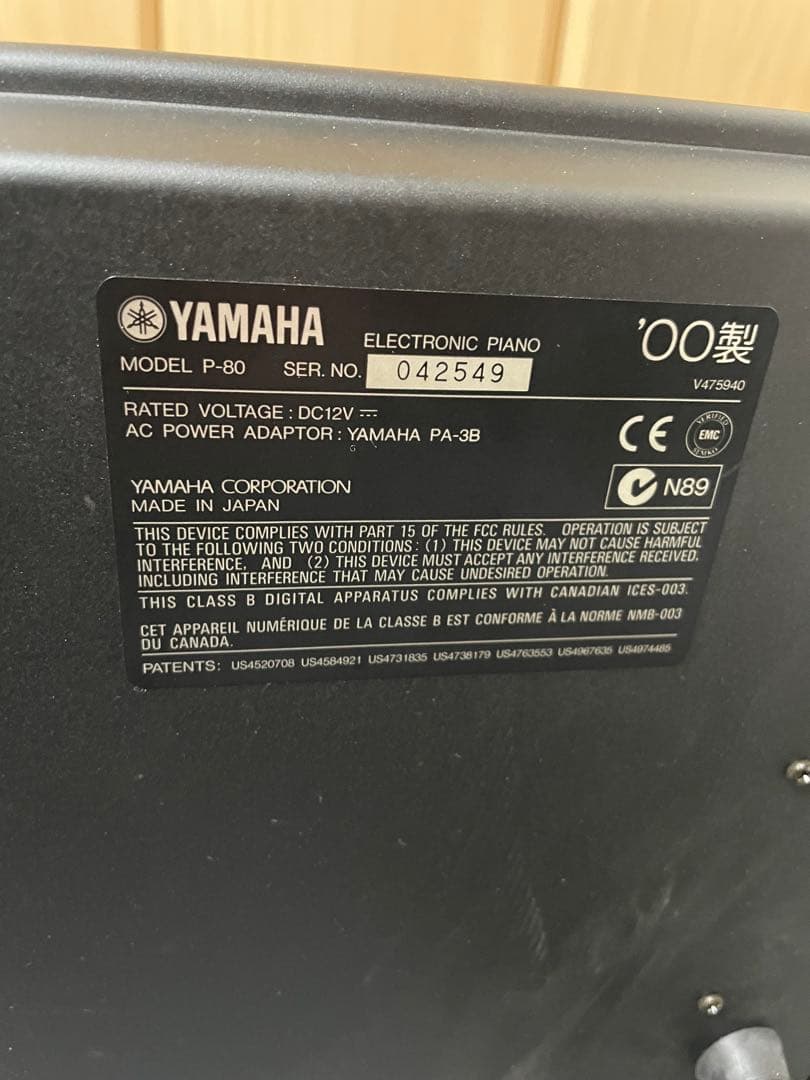 YAMAHA
ELECTRONIC PIANO
'00製
MODEL P-80 SER. NO. 042549
V475940
RATED VOLTAGE : DC12V
AC POWER ADAPTOR : YAMAHA PA-3B
G
CE
VERIFIED EMC
N89
YAMAHA CORPORATION
MADE IN JAPAN
THIS DEVICE COMPLIES WITH PART 15 OF THE FCC RULES. OPERATION IS SUBJECT
TO THE FOLLOWING TWO CONDITIONS : (1) THIS DEVICE MAY NOT CAUSE HARMFUL
INTERFERENCE, AND (2) THIS DEVICE MUST ACCEPT ANY INTERFERENCE RECEIVED,
INCLUDING INTERFERENCE THAT MAY CAUSE UNDESIRED OPERATION.
THIS CLASS B DIGITAL APPARATUS COMPLIES WITH CANADIAN ICES-003.
CET APPAREIL NUMÉRIQUE DE LA CLASSE B EST CONFORME À LA NORME NMB-003
DU CANADA.
PATENTS: US4520708 US4584921 US4731835 US4738179 US4763553 US4967635 US4974485